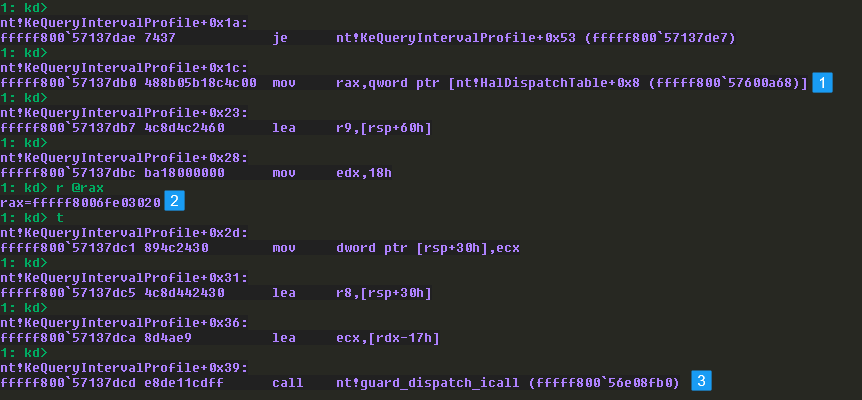 1: kd>
nt!KeQueryIntervalProfile+0x1a:
fffff800`57137dae 7437 je nt!KeQueryIntervalProfile+0x53 (fffff800`57137de7)
1: kd>
nt!KeQueryIntervalProfile+0x1c:
fffff800`57137db0 488b05b18c4c00 mov rax,qword ptr [nt!HalDispatchTable+0x8 (fffff800`57600a68)] 1
1: kd>
nt!KeQueryIntervalProfile+0x23:
fffff800`57137db7 4c8d4c2460 lea r9,[rsp+60h]
1: kd>
nt!KeQueryIntervalProfile+0x28:
fffff800`57137dbc ba18000000 mov edx,18h
1: kd> r @rax
rax=fffff8006fe03020 2
1: kd> t
nt!KeQueryIntervalProfile+0x2d:
fffff800`57137dc1 894c2430 mov dword ptr [rsp+30h],ecx
1: kd>
nt!KeQueryIntervalProfile+0x31:
fffff800`57137dc5 4c8d442430 lea r8,[rsp+30h]
1: kd>
nt!KeQueryIntervalProfile+0x36:
fffff800`57137dca 8d4ae9 lea ecx,[rdx-17h]
1: kd>
nt!KeQueryIntervalProfile+0x39:
fffff800`57137dcd e8de11cdff call nt!guard_dispatch_icall (fffff800`56e08fb0) 3